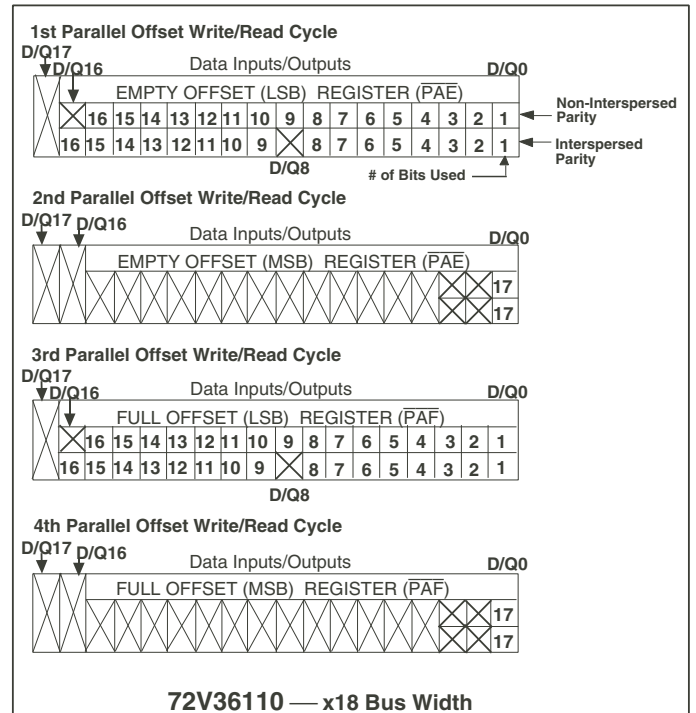 1st Parallel Offset Write/Read Cycle
D/Q17
D/Q16
Data Inputs/Outputs
D/Q0
EMPTY OFFSET (LSB) REGISTER (PAE)
16 15 14 13 12 11 10 9 8 7 6 5 4 3 2 1
Non-Interspersed Parity
16 15 14 13 12 11 10 9 8 7 6 5 4 3 2 1
Interspersed Parity
D/Q8
# of Bits Used
2nd Parallel Offset Write/Read Cycle
D/Q17
D/Q16
Data Inputs/Outputs
D/Q0
EMPTY OFFSET (MSB) REGISTER (PAE)
17
17
3rd Parallel Offset Write/Read Cycle
D/Q17
D/Q16
Data Inputs/Outputs
D/Q0
FULL OFFSET (LSB) REGISTER (PAF)
16 15 14 13 12 11 10 9 8 7 6 5 4 3 2 1
16 15 14 13 12 11 10 9 8 7 6 5 4 3 2 1
D/Q8
4th Parallel Offset Write/Read Cycle
D/Q17
D/Q16
Data Inputs/Outputs
D/Q0
FULL OFFSET (MSB) REGISTER (PAF)
17
17
72V36110 — x18 Bus Width